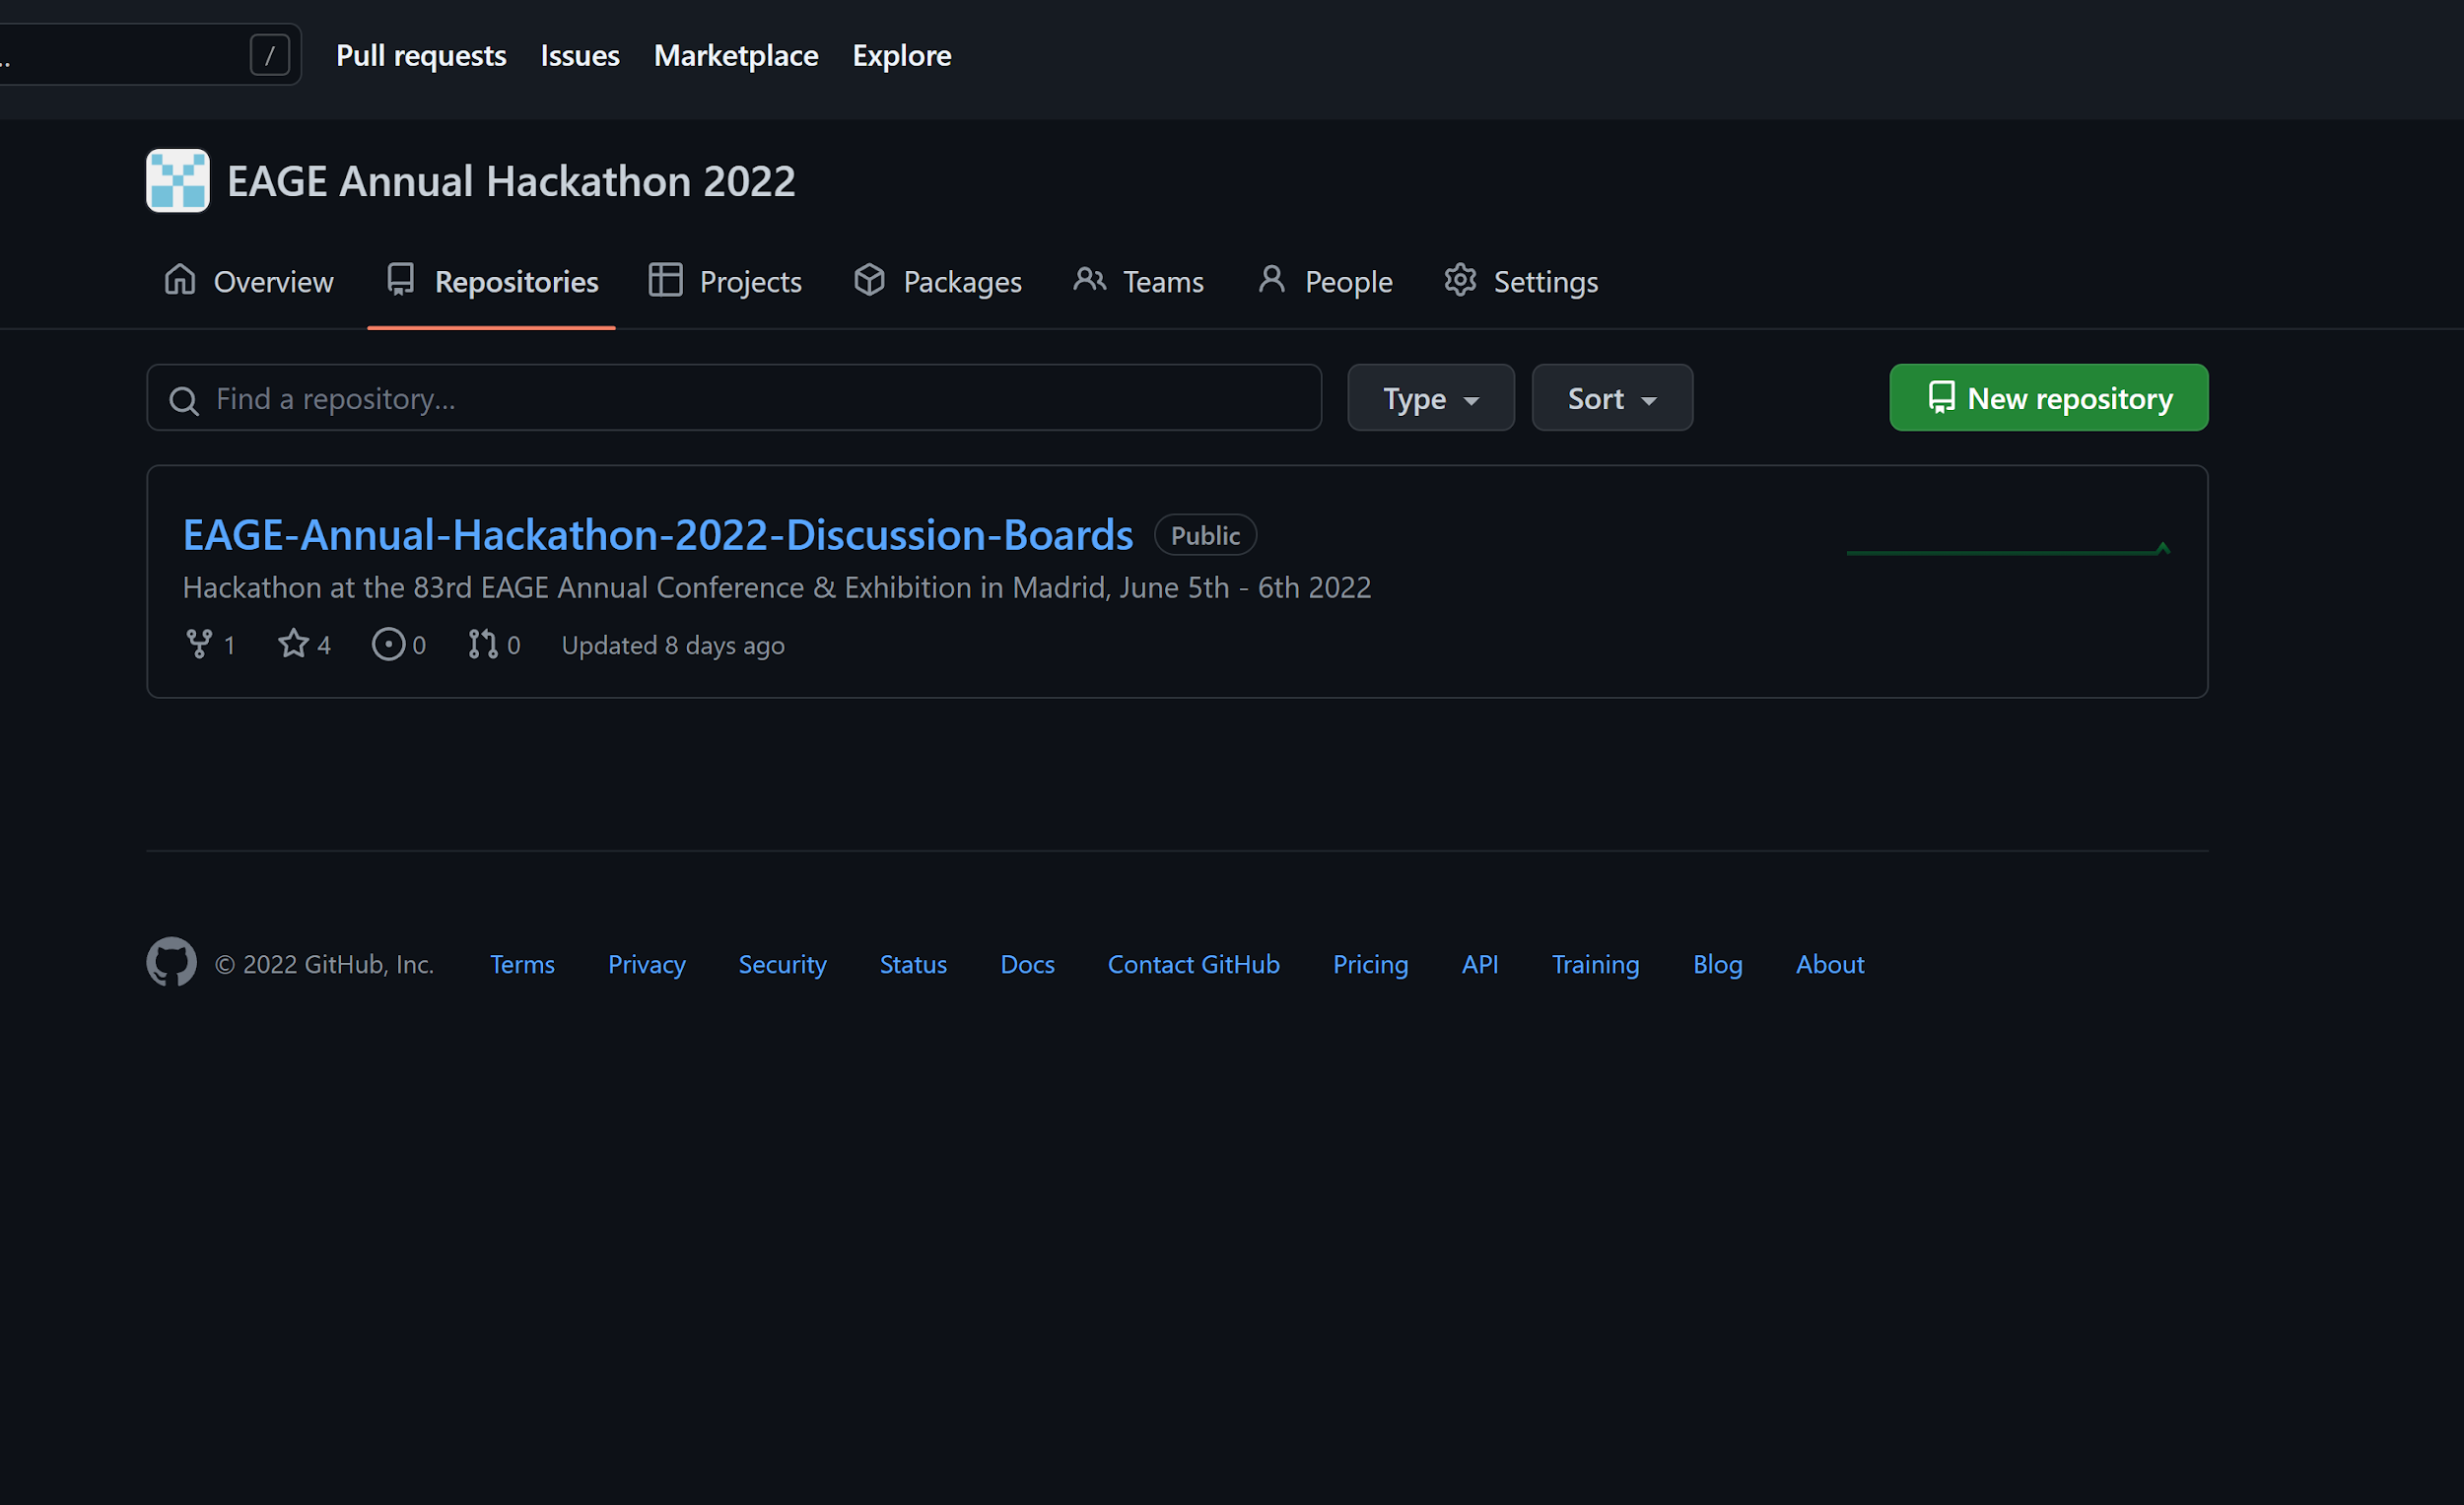 .. / Pull requests Issues Marketplace Explore
EAGE Annual Hackathon 2022
Overview Repositories Projects Packages Teams People Settings
Find a repository... Type Sort New repository
EAGE-Annual-Hackathon-2022-Discussion-Boards Public
Hackathon at the 83rd EAGE Annual Conference & Exhibition in Madrid, June 5th - 6th 2022
1 4 0 0 Updated 8 days ago
© 2022 GitHub, Inc. Terms Privacy Security Status Docs Contact GitHub Pricing API Training Blog About